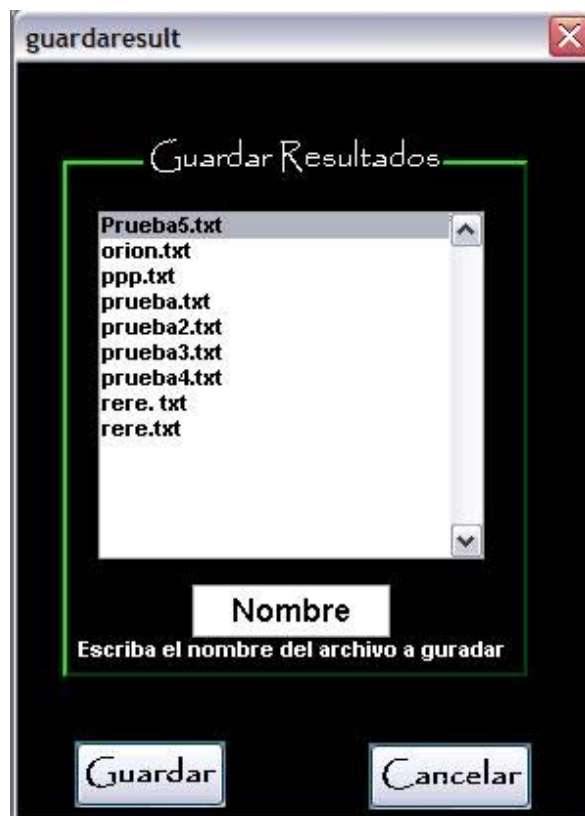 guardaresult
Guardar Resultados
Prueba5.txt
orion.txt
ppp.txt
prueba.txt
prueba2.txt
prueba3.txt
prueba4.txt
rere. txt
rere.txt
Nombre
Escriba el nombre del archivo a guradar
Guardar
Cancelar